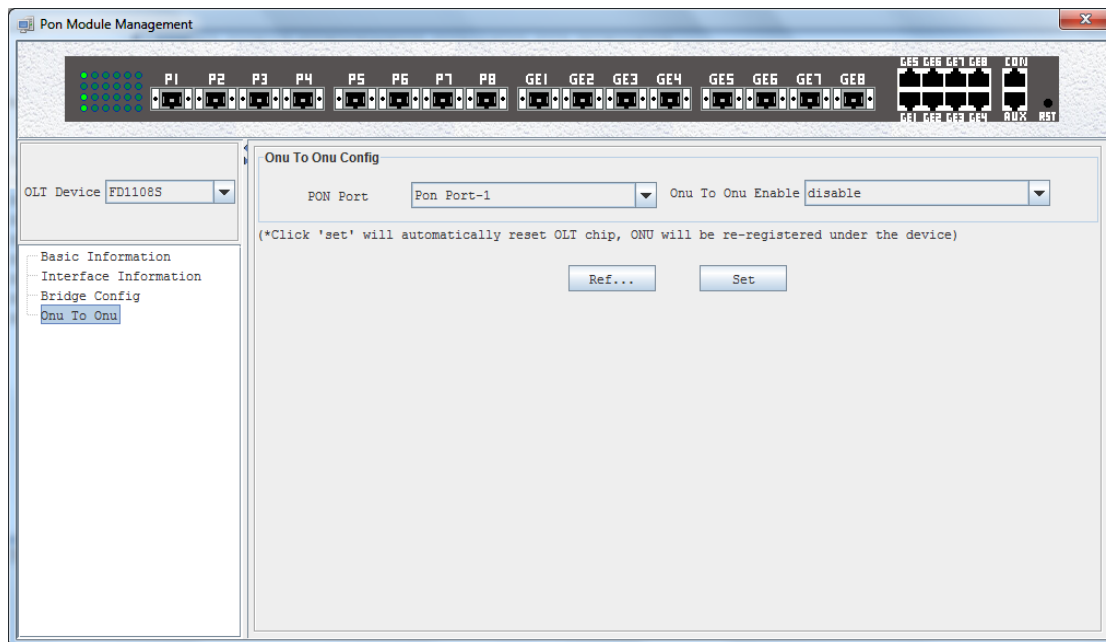 Pon Module Management
P1 P2 P3 P4 P5 P6 P7 P8 GE1 GE2 GE3 GE4 GE5 GE6 GE7 GE8
GE5 GE6 GE7 GE8 CON
GE1 GE2 GE3 GE4 AUX RST
OLT Device FD1108S
Basic Information
Interface Information
Bridge Config
Onu To Onu
Onu To Onu Config
PON Port Pon Port-1 Onu To Onu Enable disable
(*Click 'set' will automatically reset OLT chip, ONU will be re-registered under the device)
Ref... Set